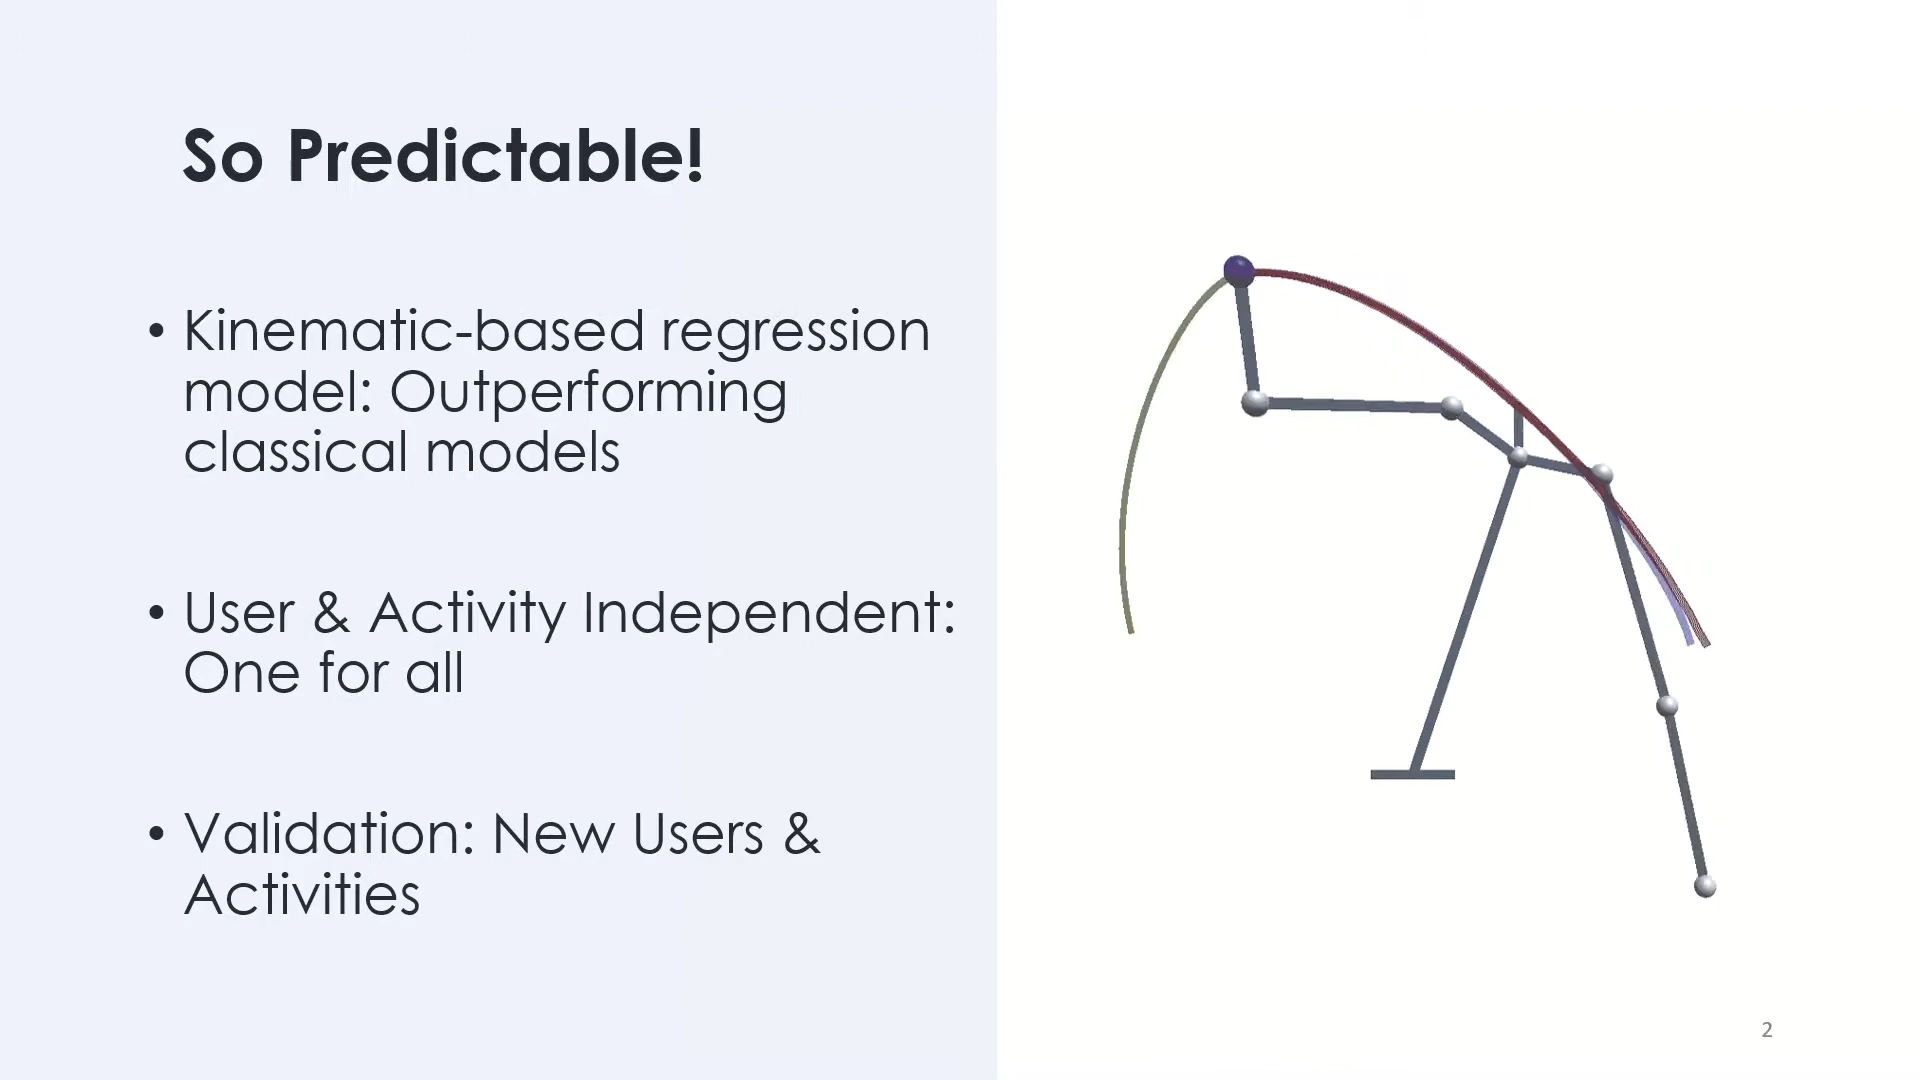 So Predictable!
• Kinematic-based regression
model: Outperforming
classical models
• User & Activity Independent:
One for all
• Validation: New Users &
Activities
2